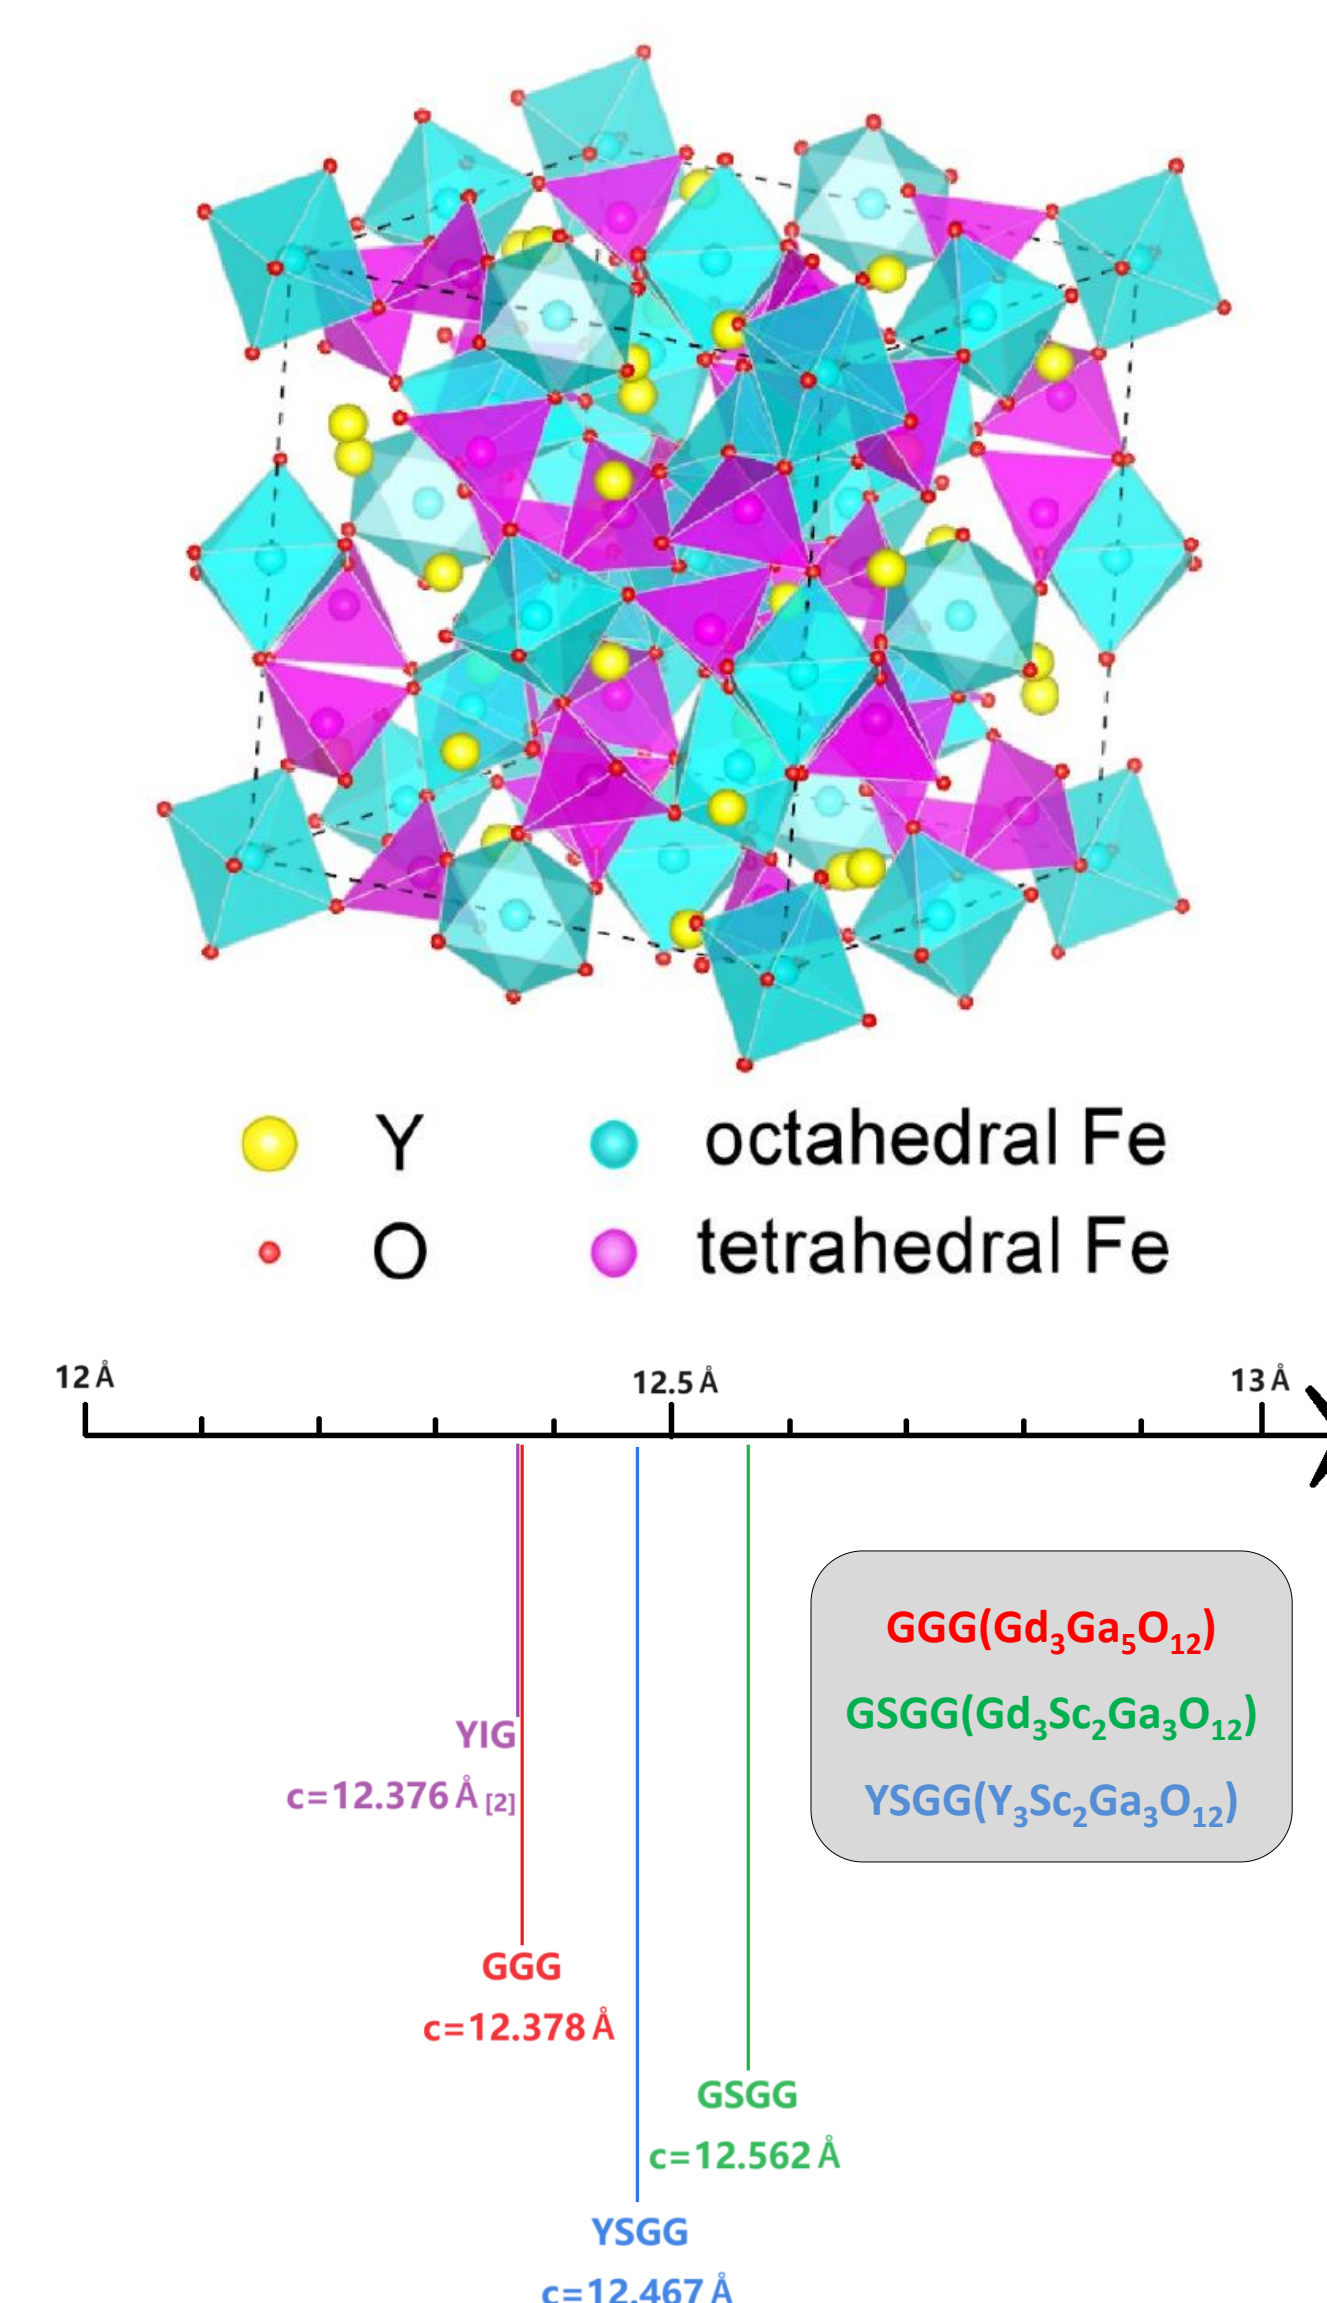 Y
octahedral Fe
O
tetrahedral Fe
12 Å
12.5 Å
13 Å
GGG(Gd₃Ga₅O₁₂)
GSGG(Gd₃Sc₂Ga₃O₁₂)
YSGG(Y₃Sc₂Ga₃O₁₂)
YIG
c=12.376 Å [2]
GGG
c=12.378 Å
GSGG
c=12.562 Å
YSGG
c=12.467 Å